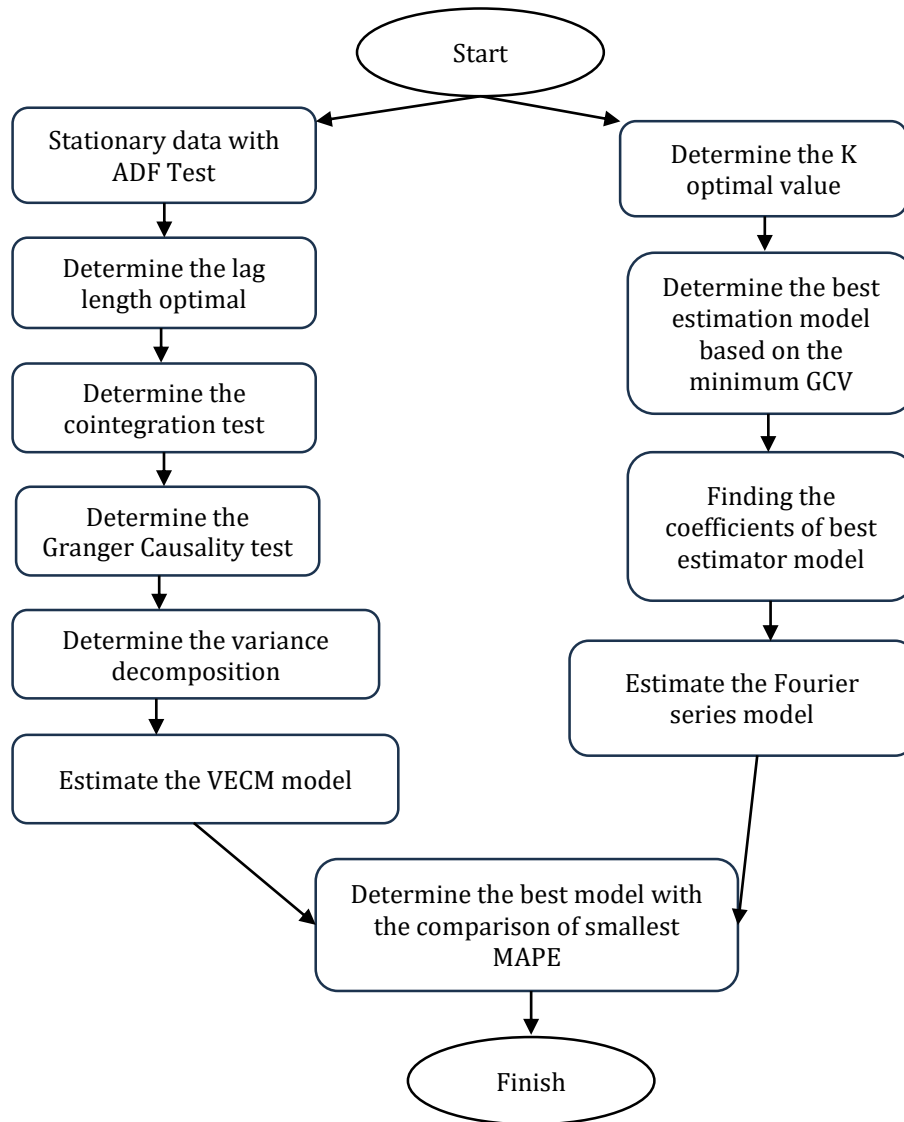 Start
Stationary data with
ADF Test
Determine the lag
length optimal
Determine the
cointegration test
Determine the
Granger Causality test
Determine the variance
decomposition
Estimate the VECM model
Determine the K
optimal value
Determine the best
estimation model
based on the
minimum GCV
Finding the
coefficients of best
estimator model
Estimate the Fourier
series model
Determine the best model with
the comparison of smallest
MAPE
Finish